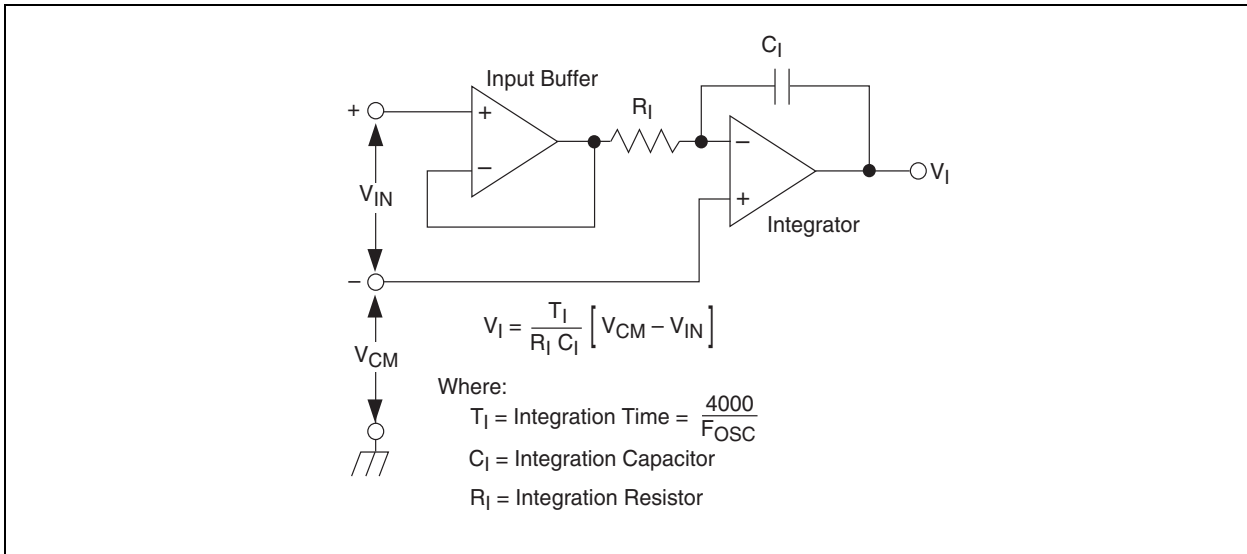 C_I
Input Buffer
R_I
+
+
−
−
V_IN
+
V_I
Integrator
−
V_I = T_I / (R_I C_I) [ V_CM – V_IN ]
V_CM
Where:
T_I = Integration Time = 4000 / F_OSC
C_I = Integration Capacitor
R_I = Integration Resistor